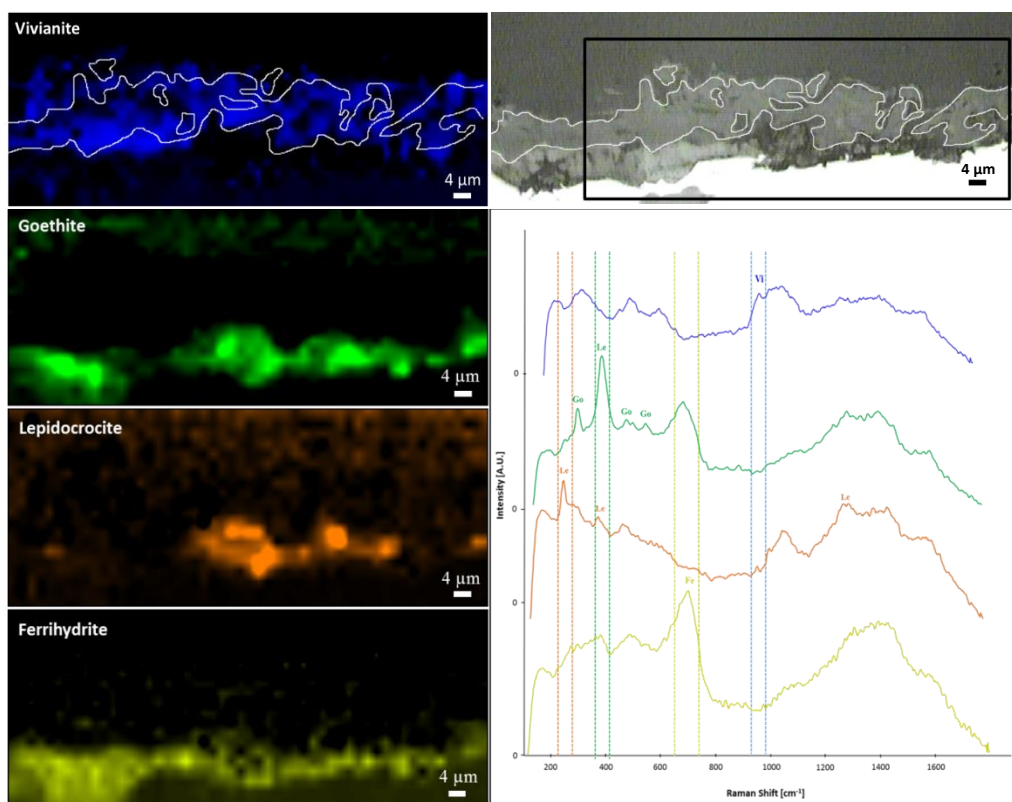 Vivianite
4 µm
4 µm
Goethite
4 µm
Lepidocrocite
4 µm
Ferrihydrite
4 µm
Vi
0
Le
Go
Go
Go
0
Le
Le
Le
0
Fe
0
Intensity [A.U.]
200
400
600
800
1000
1200
1400
1600
Raman Shift [cm⁻¹]